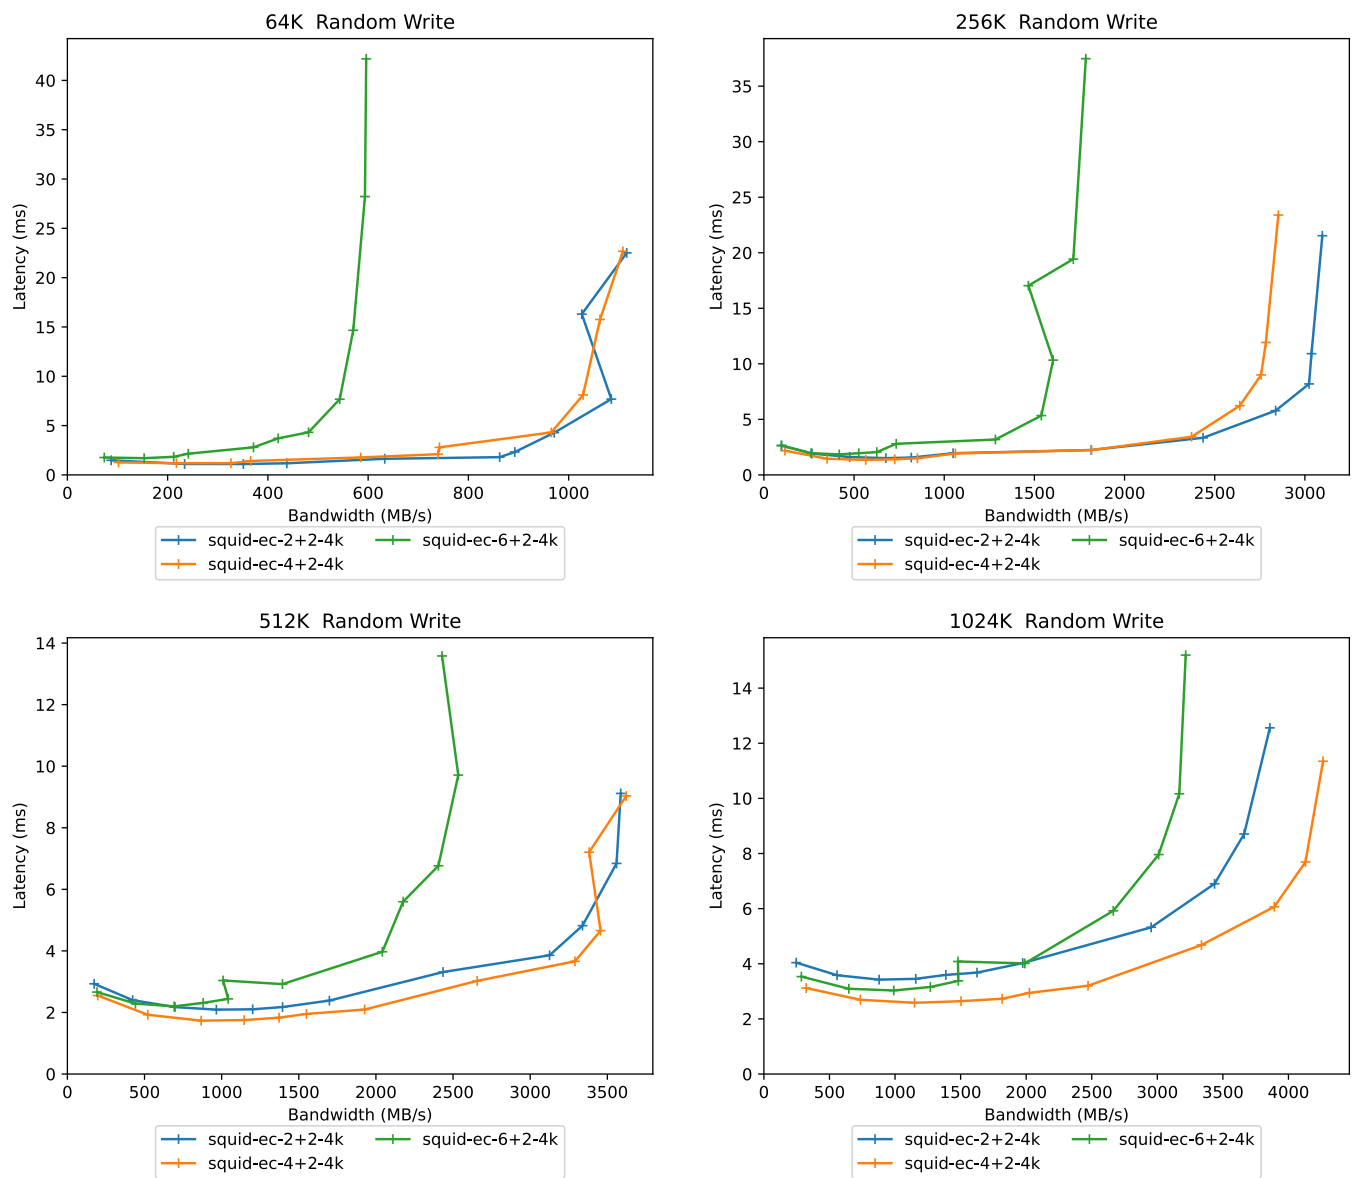 64K  Random Write
40
35
30
25
20
15
10
5
0
Latency (ms)
0 200 400 600 800 1000
Bandwidth (MB/s)
squid-ec-2+2-4k squid-ec-6+2-4k
squid-ec-4+2-4k
256K  Random Write
35
30
25
20
15
10
5
0
Latency (ms)
0 500 1000 1500 2000 2500 3000
Bandwidth (MB/s)
squid-ec-2+2-4k squid-ec-6+2-4k
squid-ec-4+2-4k
512K  Random Write
14
12
10
8
6
4
2
0
Latency (ms)
0 500 1000 1500 2000 2500 3000 3500
Bandwidth (MB/s)
squid-ec-2+2-4k squid-ec-6+2-4k
squid-ec-4+2-4k
1024K  Random Write
14
12
10
8
6
4
2
0
Latency (ms)
0 500 1000 1500 2000 2500 3000 3500 4000
Bandwidth (MB/s)
squid-ec-2+2-4k squid-ec-6+2-4k
squid-ec-4+2-4k